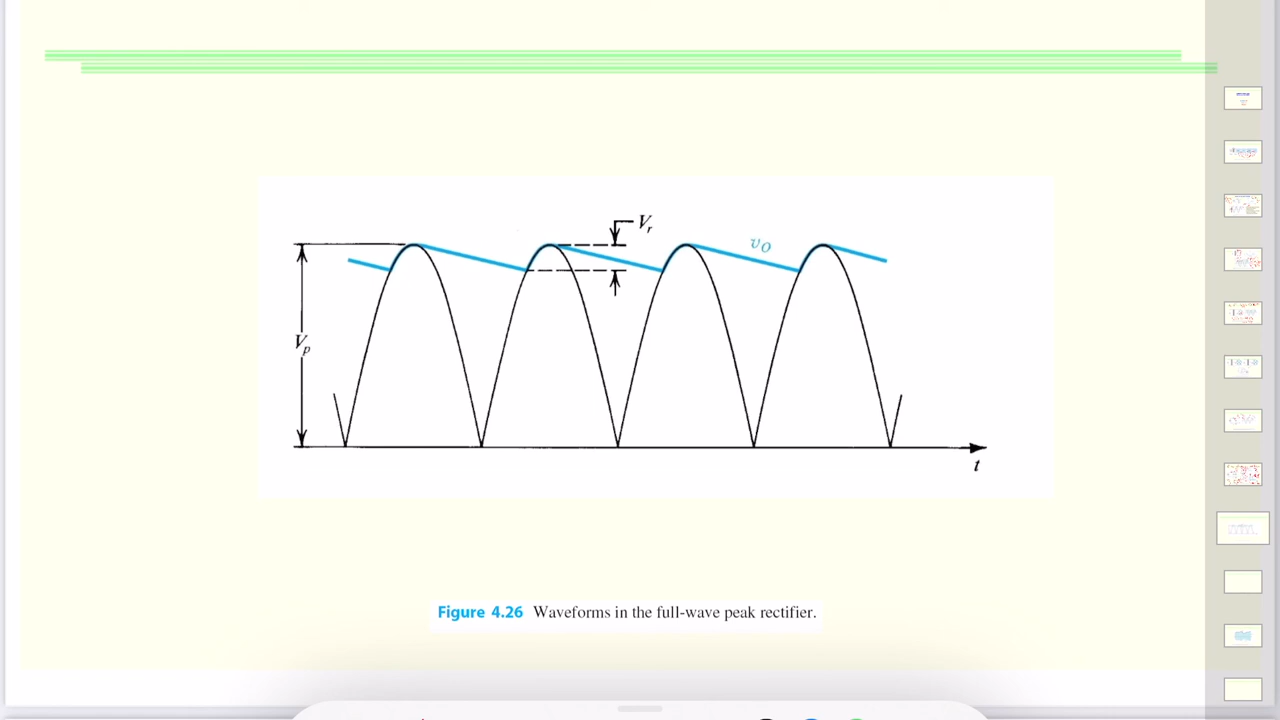 V_r
v_O
V_p
t
Figure 4.26 Waveforms in the full-wave peak rectifier.